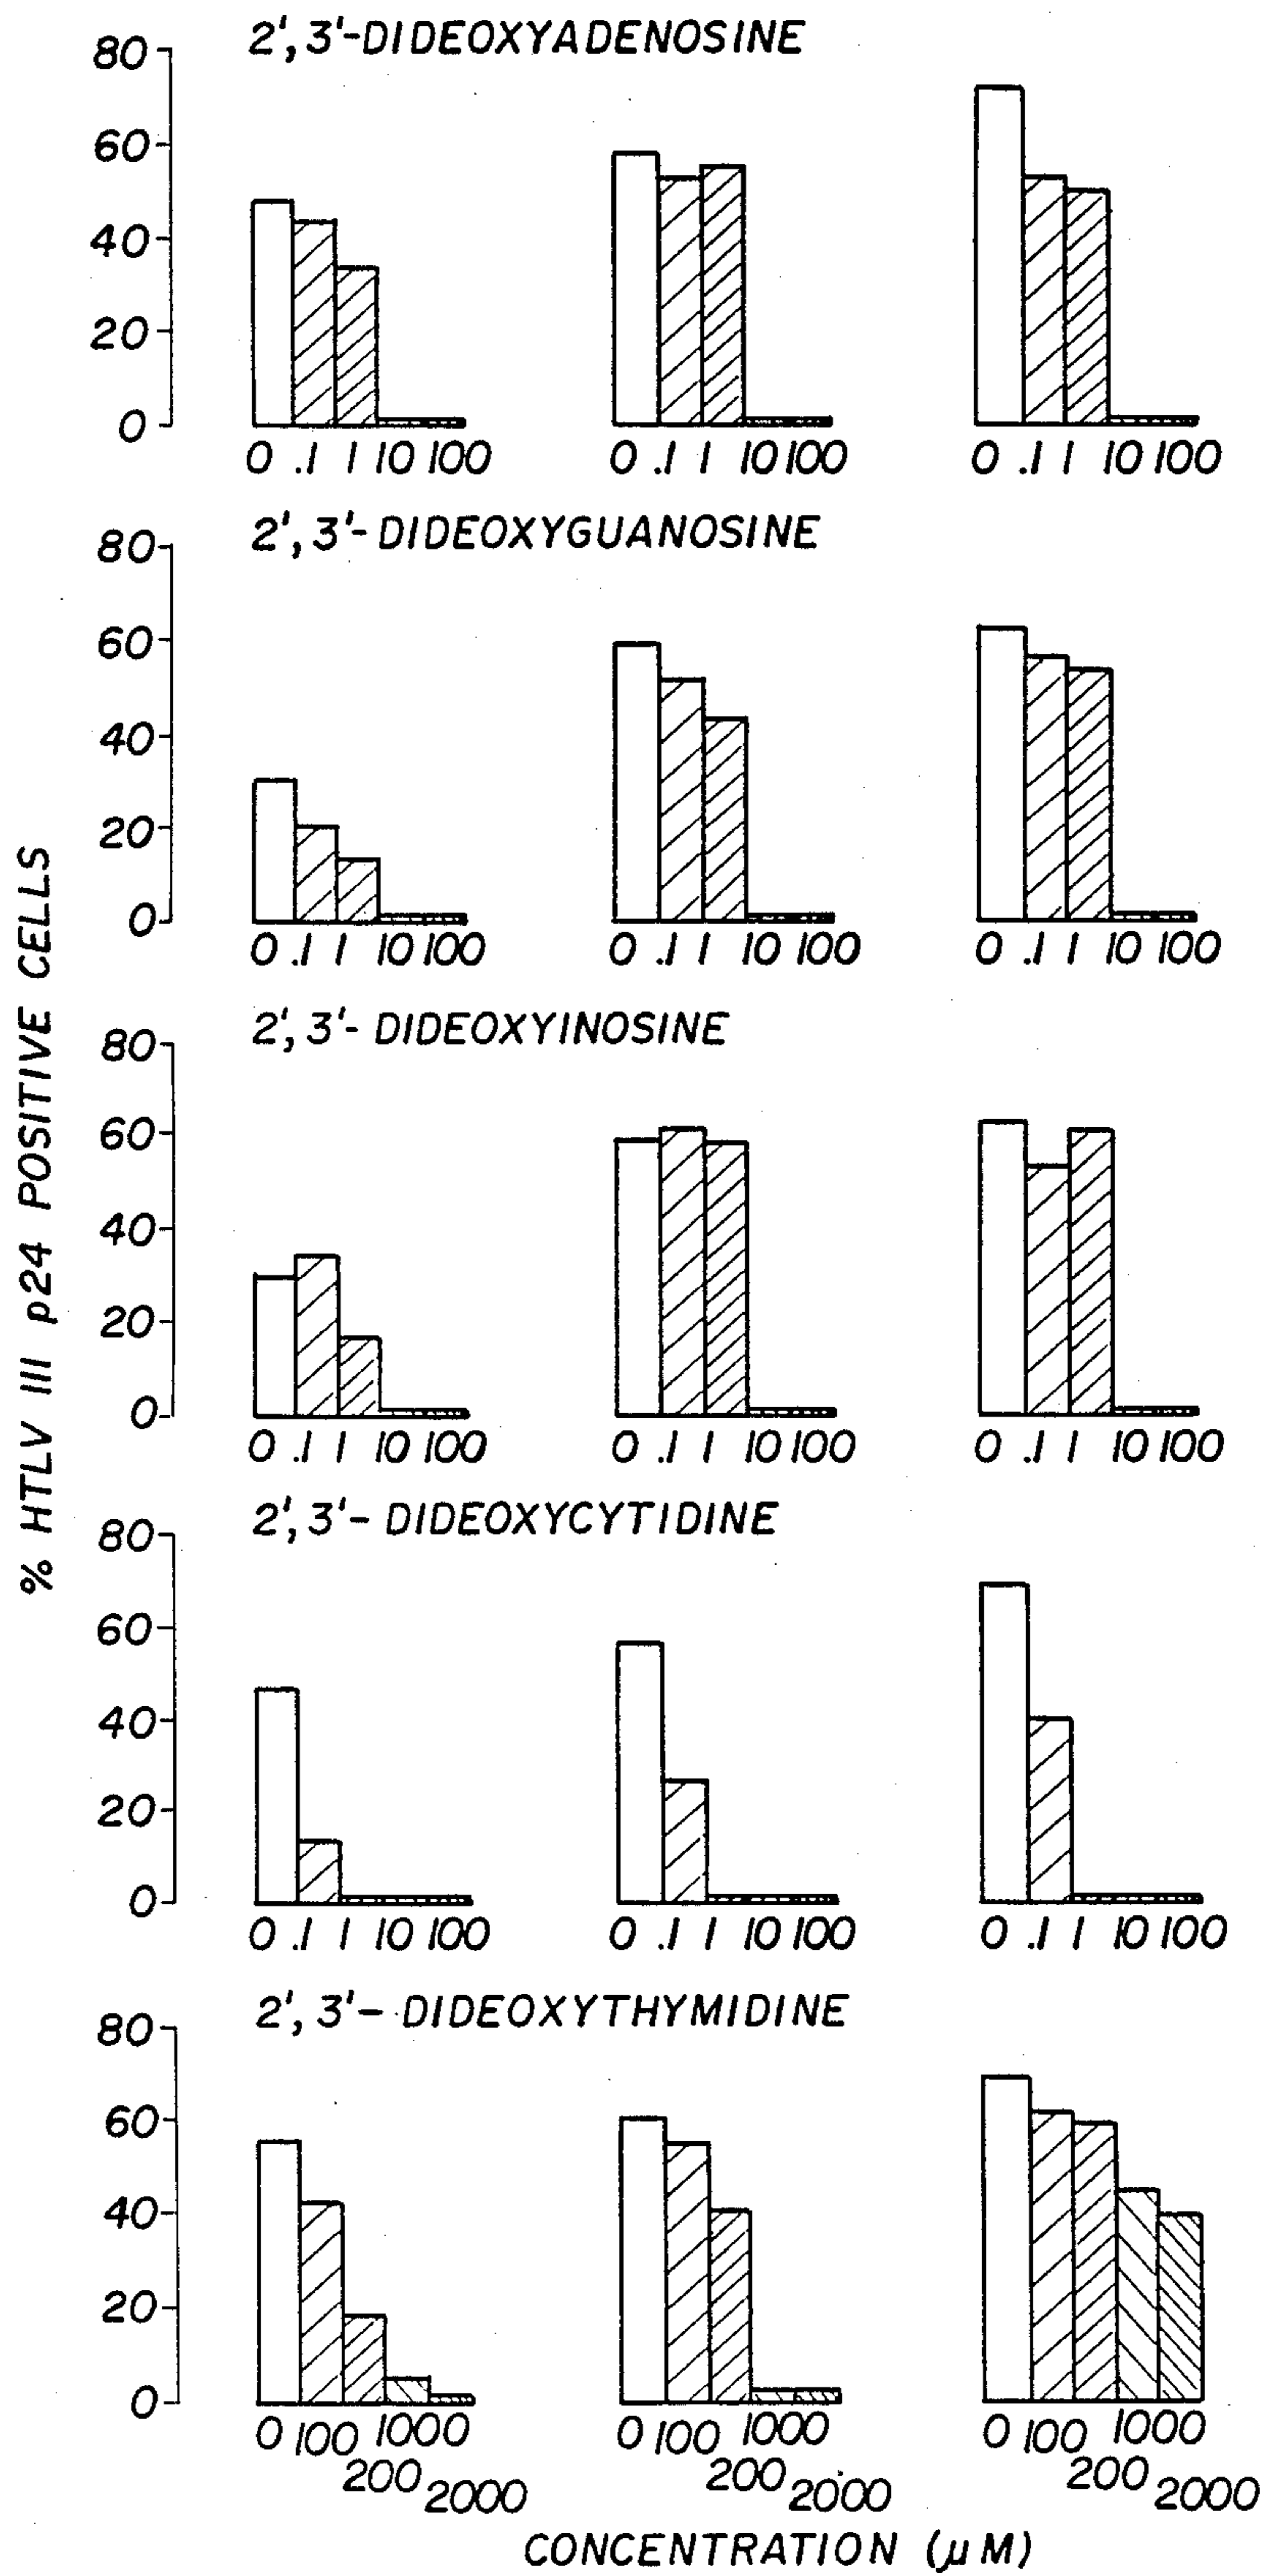 2',3'-DIDEOXYADENOSINE
80
60
40
20
0
0 .1 1 10 100
0 .1 1 10 100
0 .1 1 10 100
2',3'- DIDEOXYGUANOSINE
80
60
40
20
0
0 .1 1 10 100
0 .1 1 10 100
0 .1 1 10 100
2',3'- DIDEOXYINOSINE
80
60
40
20
0
0 .1 1 10 100
0 .1 1 10 100
0 .1 1 10 100
2',3'- DIDEOXYCYTIDINE
80
60
40
20
0
0 .1 1 10 100
0 .1 1 10 100
0 .1 1 10 100
2',3'- DIDEOXYTHYMIDINE
80
60
40
20
0
0 100 1000
200 2000
0 100 1000
200 2000
0 100 1000
200 2000
% HTLV III p24 POSITIVE CELLS
CONCENTRATION (μM)